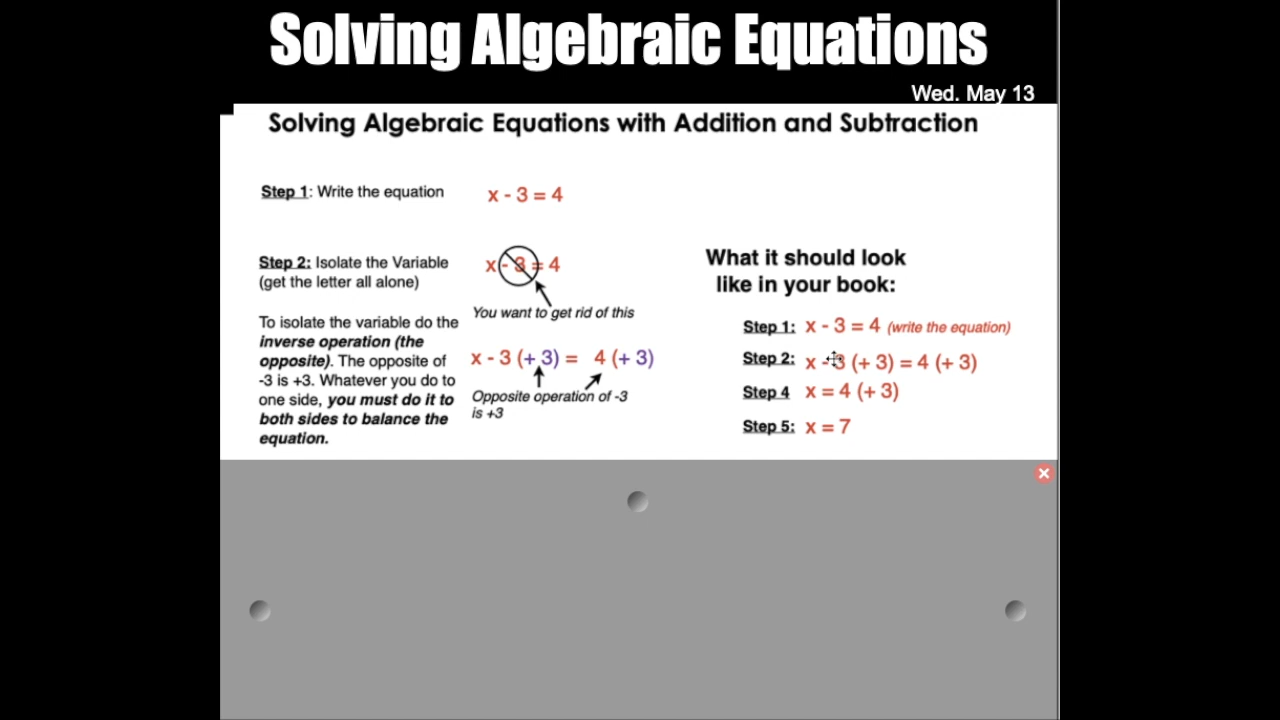 Solving Algebraic Equations
Wed. May 13
Solving Algebraic Equations with Addition and Subtraction
Step 1: Write the equation
x - 3 = 4
Step 2: Isolate the Variable
(get the letter all alone)
x - 3 = 4
You want to get rid of this
To isolate the variable do the
inverse operation (the
opposite). The opposite of
-3 is +3. Whatever you do to
one side, you must do it to
both sides to balance the
equation.
x - 3 (+ 3) = 4 (+ 3)
Opposite operation of -3
is +3
What it should look
like in your book:
Step 1: x - 3 = 4 (write the equation)
Step 2: x - 3 (+ 3) = 4 (+ 3)
Step 4 x = 4 (+ 3)
Step 5: x = 7